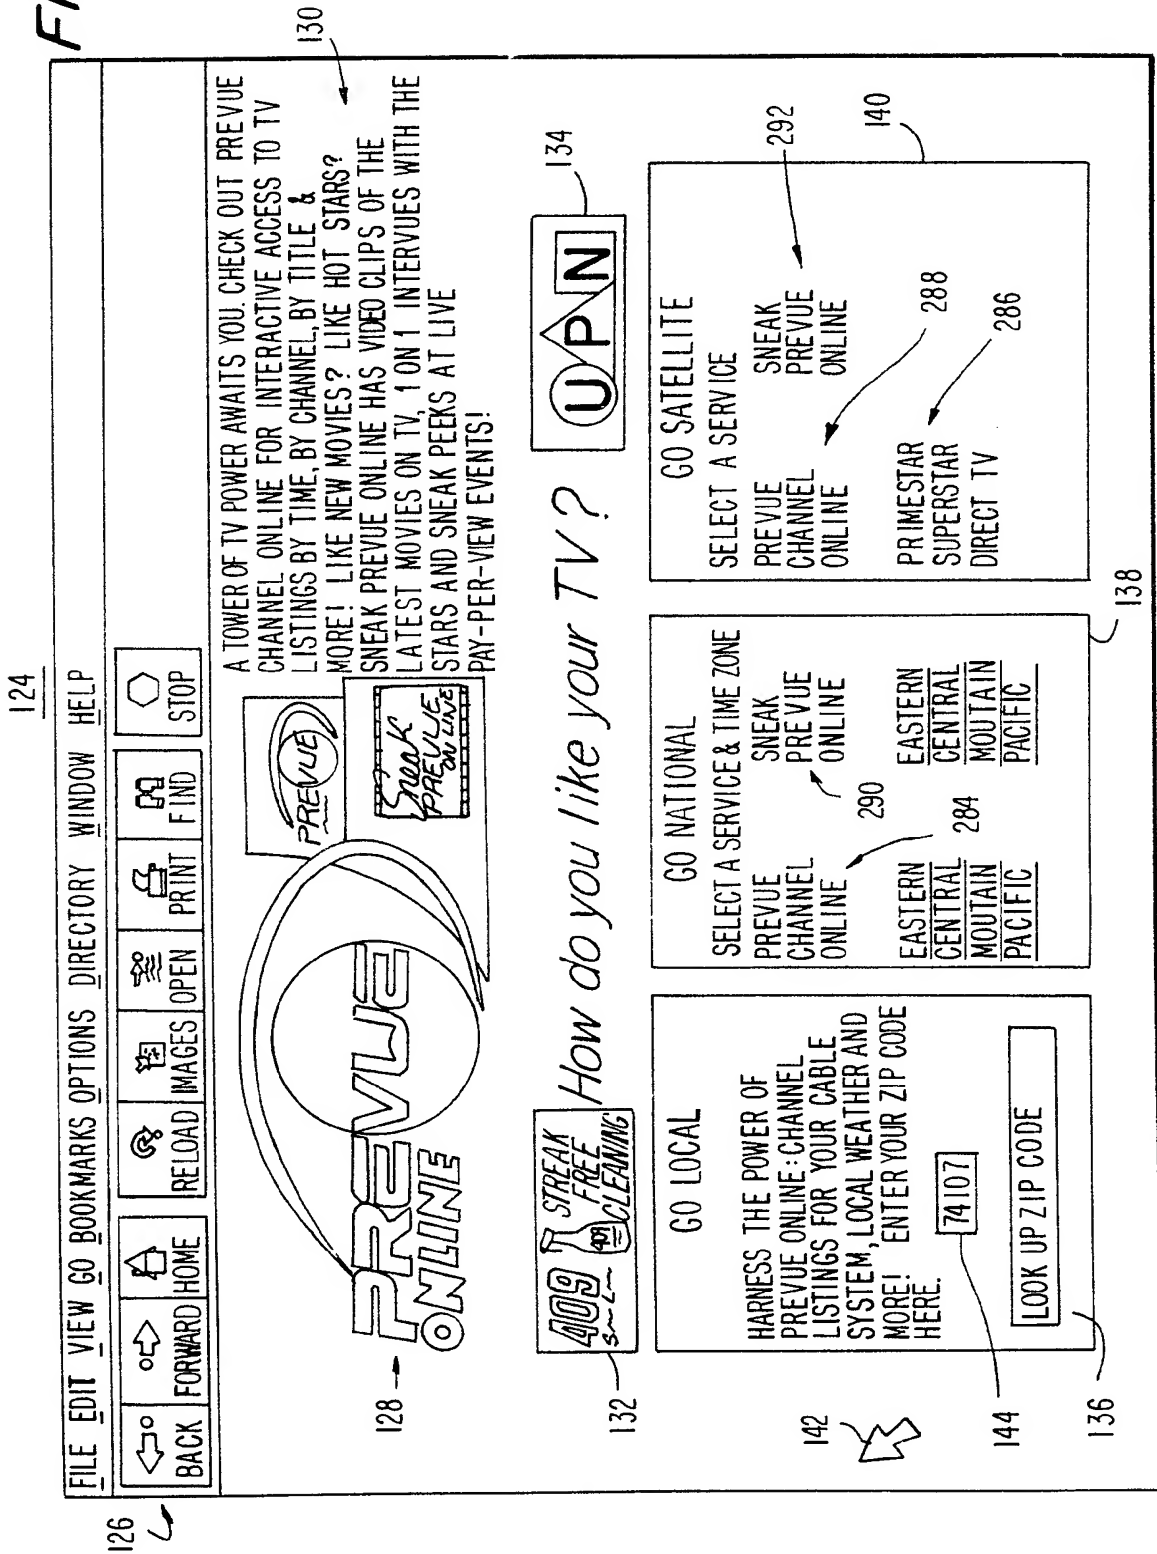 124
126
FILE EDIT VIEW GO BOOKMARKS OPTIONS DIRECTORY WINDOW HELP
BACK FORWARD HOME RELOAD IMAGES OPEN PRINT FIND STOP
128
PREVUE
ONLINE
PREVUE
Sneak
PREVUE
ON LINE
A TOWER OF TV POWER AWAITS YOU. CHECK OUT PREVUE
CHANNEL ONLINE FOR INTERACTIVE ACCESS TO TV
LISTINGS BY TIME, BY CHANNEL, BY TITLE &
MORE! LIKE NEW MOVIES? LIKE HOT STARS?
SNEAK PREVUE ONLINE HAS VIDEO CLIPS OF THE
LATEST MOVIES ON TV, 1 ON 1 INTERVUES WITH THE
STARS AND SNEAK PEEKS AT LIVE
PAY-PER-VIEW EVENTS!
130
132
409
STREAK
FREE
CLEANING
409
How do you like your TV?
UPN
134
GO LOCAL
HARNESS THE POWER OF
PREVUE ONLINE: CHANNEL
LISTINGS FOR YOUR CABLE
SYSTEM, LOCAL WEATHER AND
MORE! ENTER YOUR ZIP CODE
HERE.
74107
LOOK UP ZIP CODE
142
144
136
GO NATIONAL
SELECT A SERVICE & TIME ZONE
PREVUE
CHANNEL
ONLINE
SNEAK
PREVUE
ONLINE
290
284
EASTERN
CENTRAL
MOUTAIN
PACIFIC
EASTERN
CENTRAL
MOUTAIN
PACIFIC
138
GO SATELLITE
SELECT A SERVICE
PREVUE
CHANNEL
ONLINE
SNEAK
PREVUE
ONLINE
292
288
PRIMESTAR
SUPERSTAR
DIRECT TV
286
140